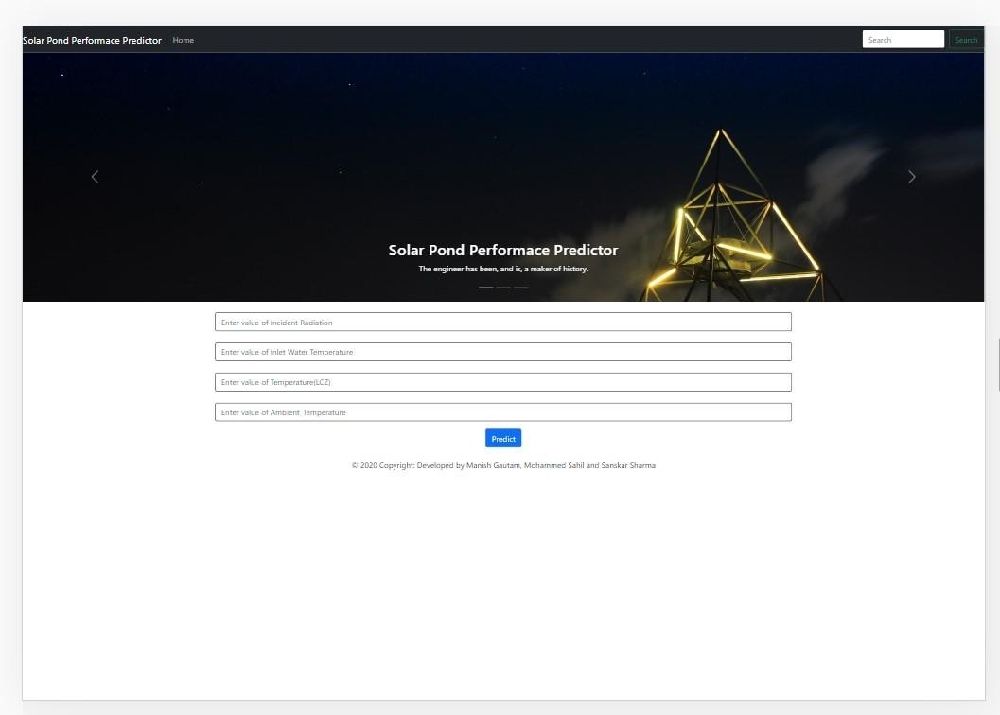 Solar Pond Performace Predictor Home Search Search
Solar Pond Performace Predictor
The engineer has been, and is, a maker of history.
Enter value of Incident Radiation
Enter value of Inlet Water Temperature
Enter value of Temperature(LCZ)
Enter value of Ambient_Temperature
Predict
© 2020 Copyright: Developed by Manish Gautam, Mohammed Sahil and Sanskar Sharma